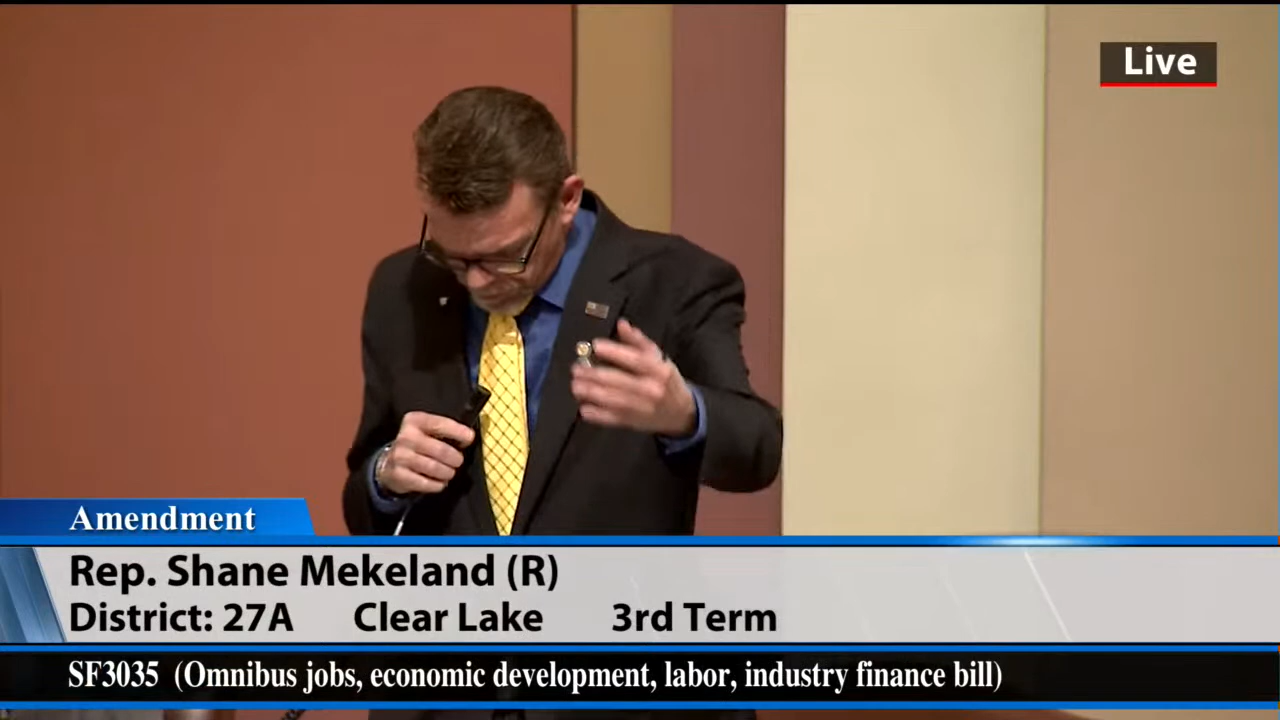 Live
Amendment
Rep. Shane Mekeland (R)
District: 27A Clear Lake 3rd Term
SF3035 (Omnibus jobs, economic development, labor, industry finance bill)